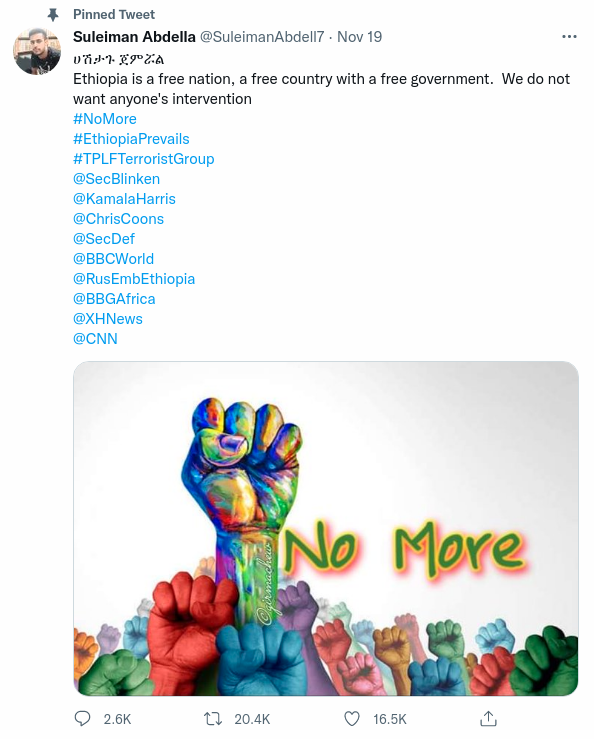 Pinned Tweet
Suleiman Abdella @SuleimanAbdell7 · Nov 19
ሀሽታጉ ጀምሯል
Ethiopia is a free nation, a free country with a free government. We do not
want anyone's intervention
#NoMore
#EthiopiaPrevails
#TPLFTerroristGroup
@SecBlinken
@KamalaHarris
@ChrisCoons
@SecDef
@BBCWorld
@RusEmbEthiopia
@BBGAfrica
@XHNews
@CNN
No More
@girmachew
2.6K 20.4K 16.5K